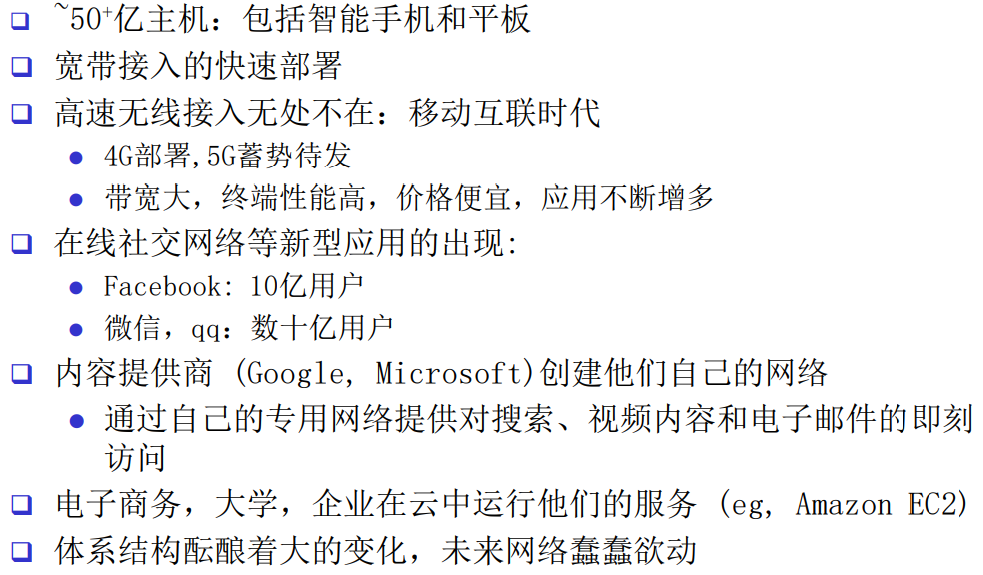 ~50+亿主机：包括智能手机和平板
宽带接入的快速部署
高速无线接入无处不在：移动互联时代
4G部署,5G蓄势待发
带宽大，终端性能高，价格便宜，应用不断增多
在线社交网络等新型应用的出现:
Facebook: 10亿用户
微信，qq：数十亿用户
内容提供商 (Google, Microsoft)创建他们自己的网络
通过自己的专用网络提供对搜索、视频内容和电子邮件的即刻
访问
电子商务，大学，企业在云中运行他们的服务 (eg, Amazon EC2)
体系结构酝酿着大的变化，未来网络蠢蠢欲动